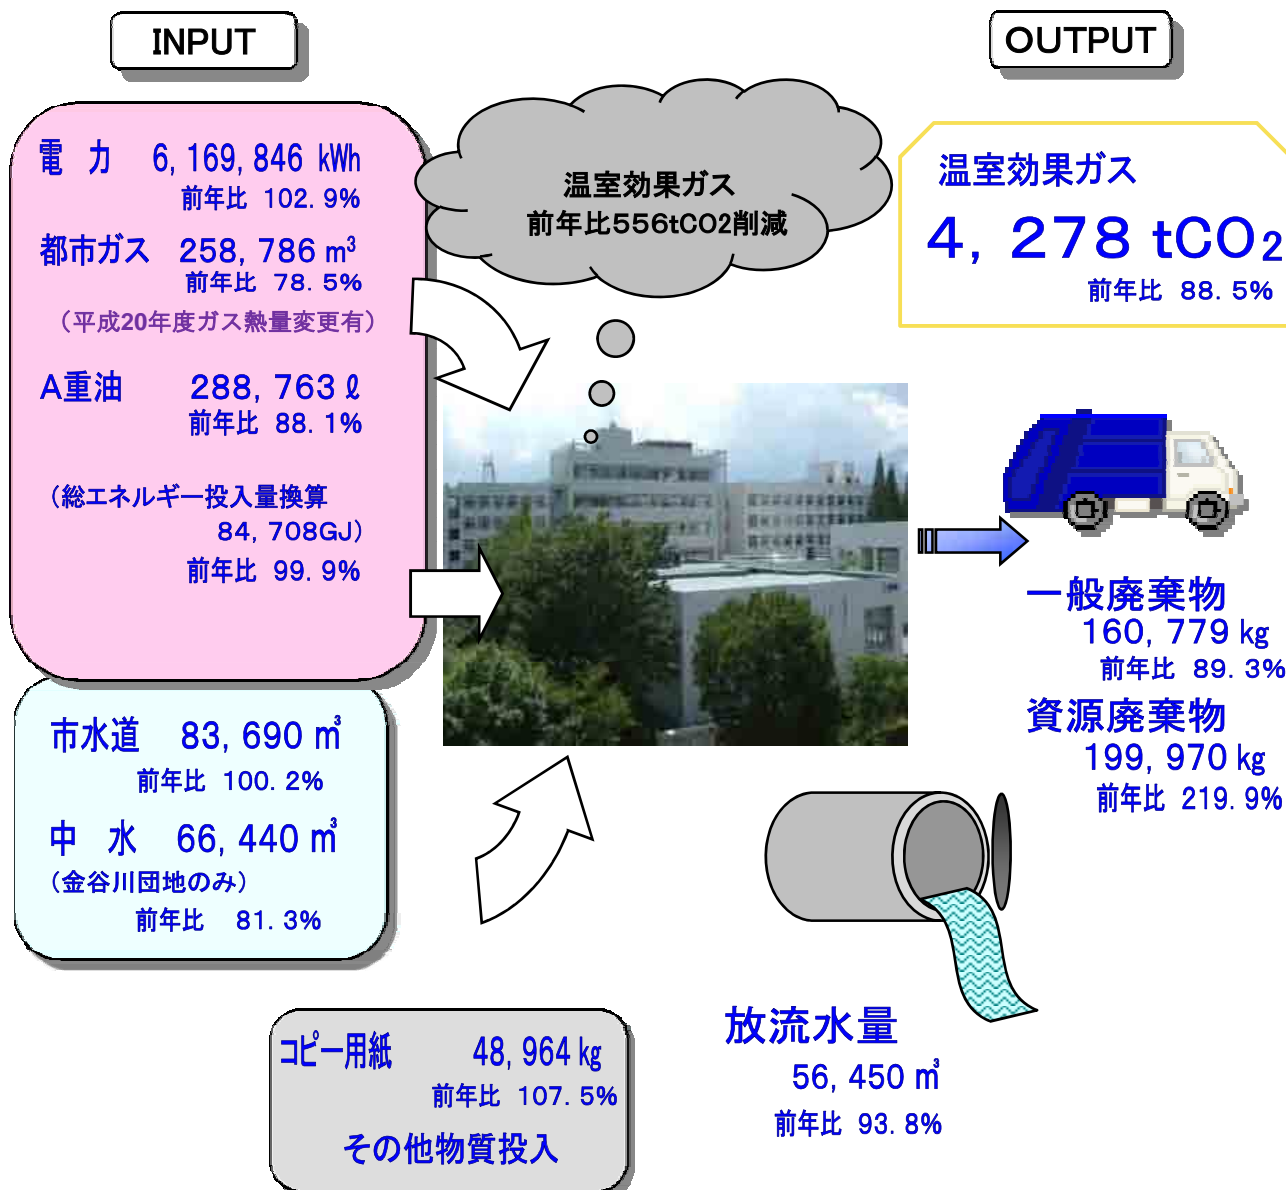 INPUT
電　力　6, 169, 846 kWh
前年比 102. 9%
都市ガス　258, 786 m³
前年比 78. 5%
（平成20年度ガス熱量変更有）
A重油　288, 763 ℓ
前年比 88. 1%
（総エネルギー投入量換算
84, 708GJ）
前年比 99. 9%
市水道　83, 690 ㎥
前年比 100. 2%
中　水　66, 440 ㎥
（金谷川団地のみ）
前年比　81. 3%
コピー用紙　48, 964 kg
前年比 107. 5%
その他物質投入
温室効果ガス
前年比556tCO2削減
OUTPUT
温室効果ガス
4, 278 tCO₂
前年比 88. 5%
一般廃棄物
160, 779 kg
前年比 89. 3%
資源廃棄物
199, 970 kg
前年比 219. 9%
放流水量
56, 450 ㎥
前年比 93. 8%